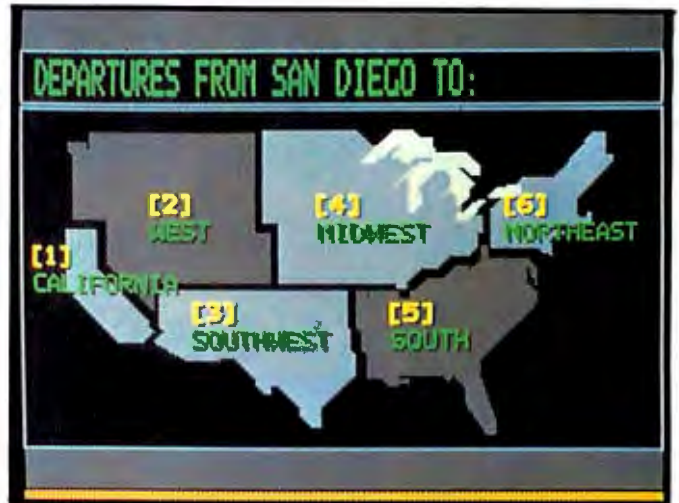 DEPARTURES FROM SAN DIEGO TO:
[2]
WEST
[4]
MIDWEST
[6]
NORTHEAST
[1]
CALIFORNIA
[3]
SOUTHWEST
[5]
SOUTH